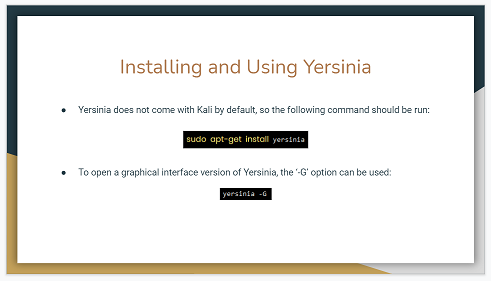 Installing and Using Yersinia
● Yersinia does not come with Kali by default, so the following command should be run:
sudo apt-get install yersinia
● To open a graphical interface version of Yersinia, the ‘-G’ option can be used:
yersinia -G